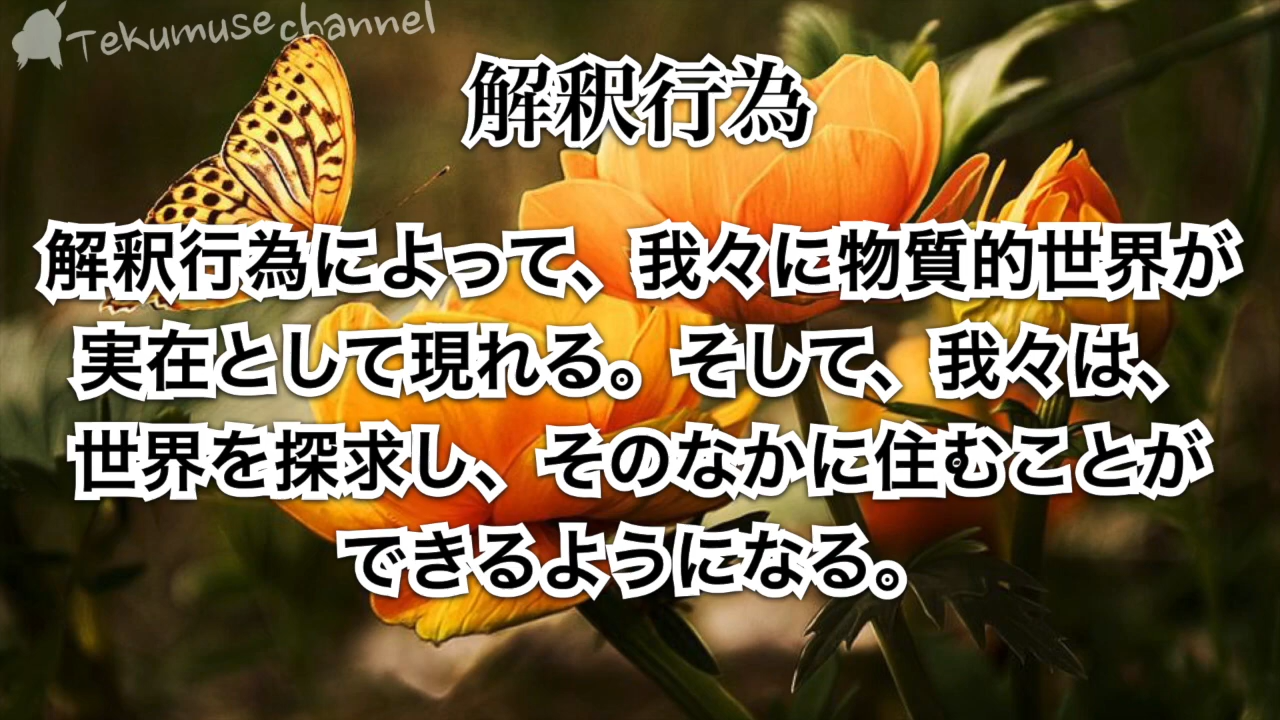 Tekumuse channel
解釈行為
解釈行為によって、我々に物質的世界が
実在として現れる。そして、我々は、
世界を探求し、そのなかに住むことが
できるようになる。